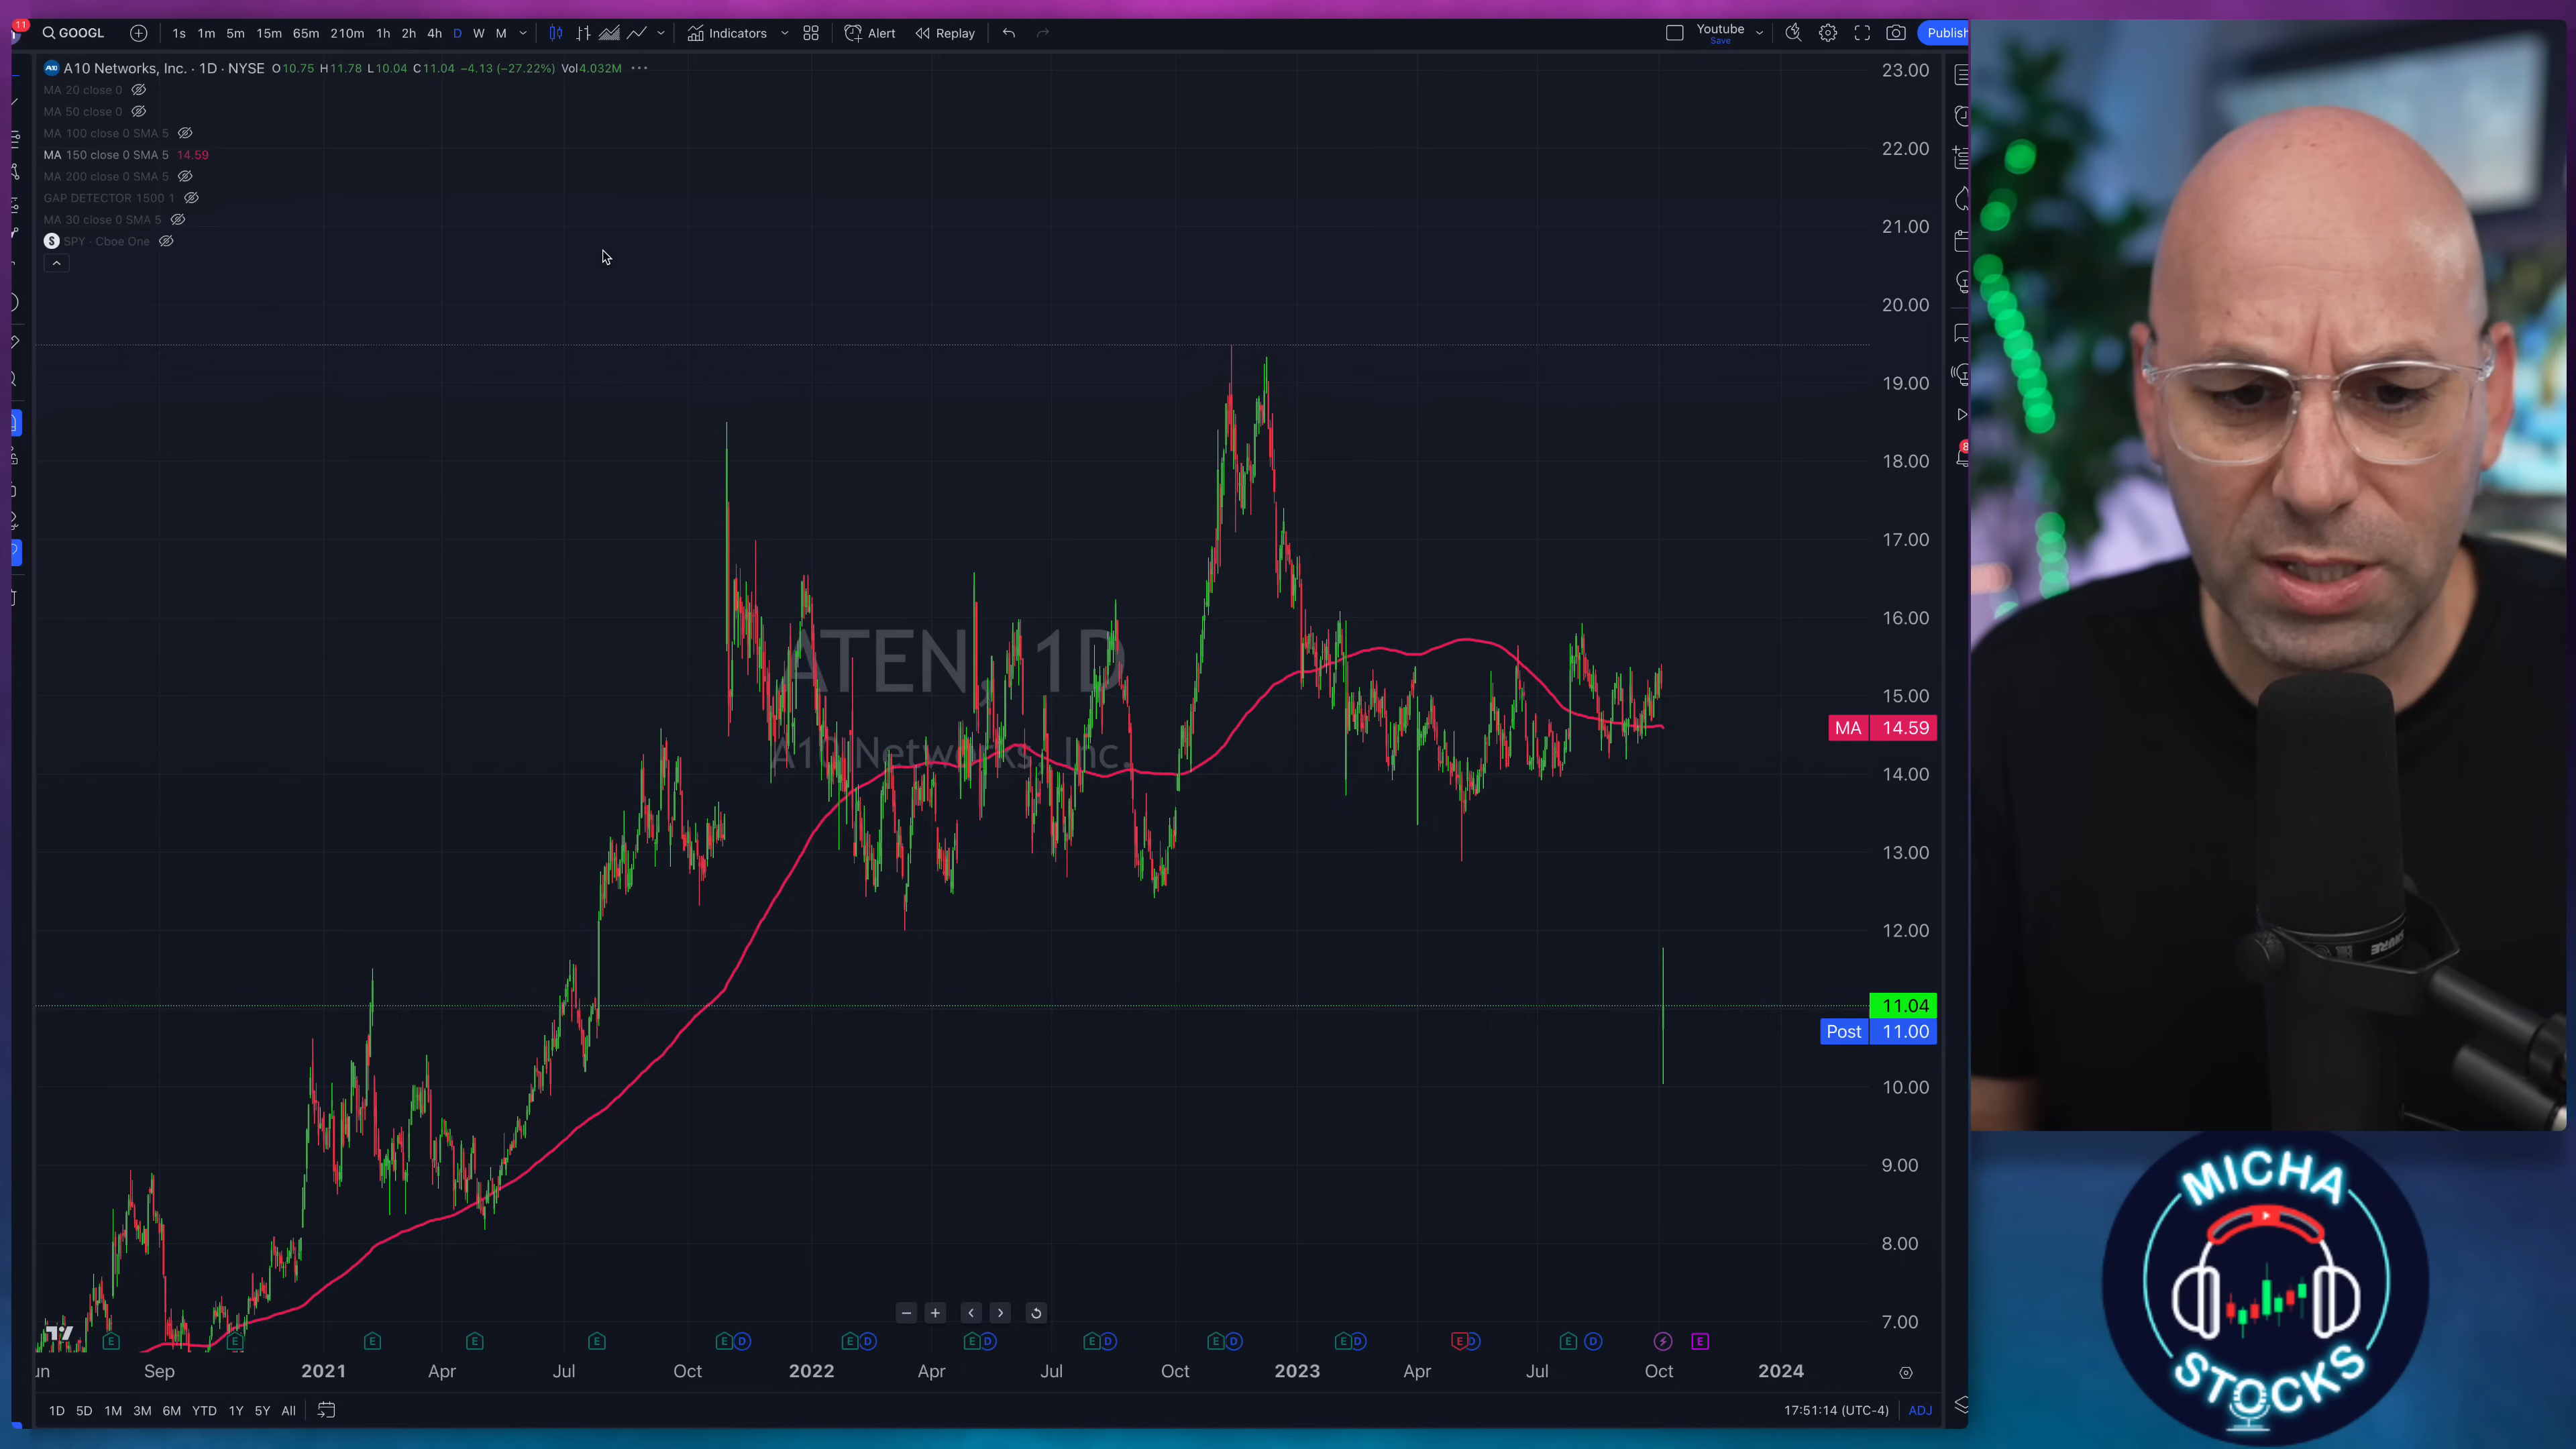 11
GOOGL 1s 1m 5m 15m 65m 210m 1h 2h 4h D W M Indicators Alert Replay Youtube Save Publish
A10 Networks, Inc. · 1D · NYSE O10.75 H11.78 L10.04 C11.04 −4.13 (−27.22%) Vol4.032M
MA 20 close 0
MA 50 close 0
MA 100 close 0 SMA 5
MA 150 close 0 SMA 5 14.59
MA 200 close 0 SMA 5
GAP DETECTOR 1500 1
MA 30 close 0 SMA 5
S SPY · Cboe One
ATEN, 1D
A10 Networks, Inc.
23.00
22.00
21.00
20.00
19.00
18.00
17.00
16.00
15.00
MA 14.59
14.00
13.00
12.00
11.04
Post 11.00
10.00
9.00
8.00
7.00
E E E E E E D E D E D E D E D E D E D E D E
Sep 2021 Apr Jul Oct 2022 Apr Jul Oct 2023 Apr Jul Oct 2024
1D 5D 1M 3M 6M YTD 1Y 5Y All 17:51:14 (UTC-4) ADJ
8
SHURE
MICHA
STOCKS